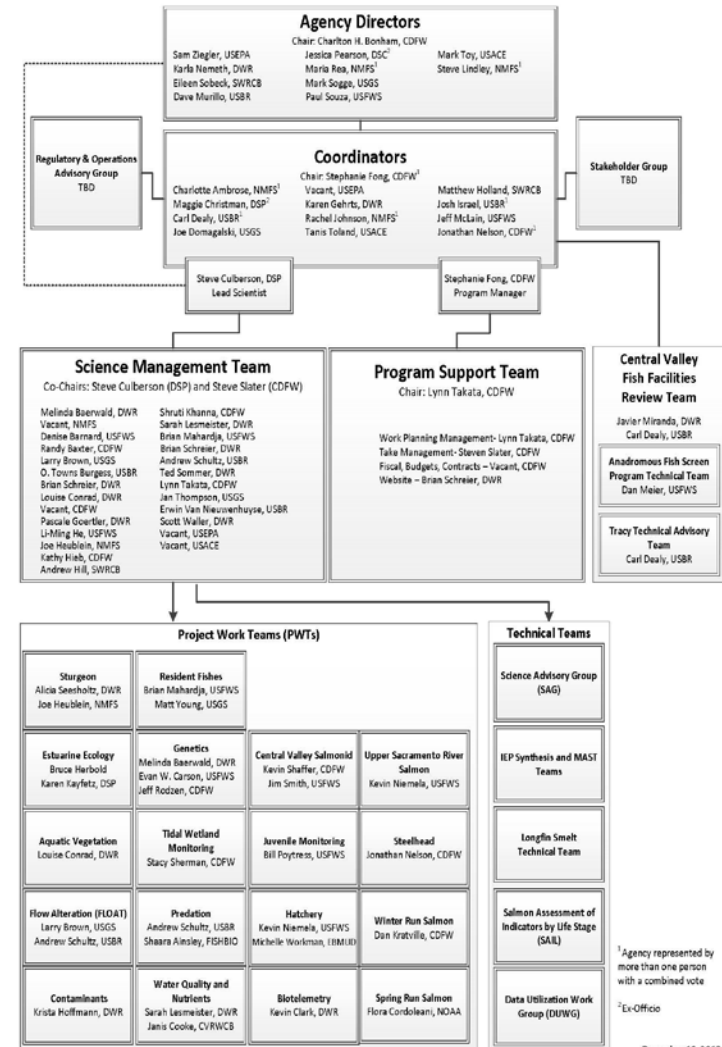 Agency Directors
Chair: Charlton H. Bonham, CDFW
Sam Ziegler, USEPA
Karla Nemeth, DWR
Eileen Sobeck, SWRCB
Dave Murillo, USBR
Jessica Pearson, DSC²
Maria Rea, NMFS¹
Mark Sogge, USGS
Paul Souza, USFWS
Mark Toy, USACE
Steve Lindley, NMFS¹
Regulatory & Operations
Advisory Group
TBD
Coordinators
Chair: Stephanie Fong, CDFW¹
Charlotte Ambrose, NMFS¹
Maggie Christman, DSP²
Carl Dealy, USBR¹
Joe Domagalski, USGS
Vacant, USEPA
Karen Gehrts, DWR
Rachel Johnson, NMFS¹
Tanis Toland, USACE
Matthew Holland, SWRCB
Josh Israel, USBR¹
Jeff McLain, USFWS
Jonathan Nelson, CDFW¹
Stakeholder Group
TBD
Steve Culberson, DSP
Lead Scientist
Stephanie Fong, CDFW
Program Manager
Science Management Team
Co-Chairs: Steve Culberson (DSP) and Steve Slater (CDFW)
Melinda Baerwald, DWR
Vacant, NMFS
Denise Barnard, USFWS
Randy Baxter, CDFW
Larry Brown, USGS
O. Towns Burgess, USBR
Brian Schreier, DWR
Louise Conrad, DWR
Vacant, CDFW
Pascale Goertler, DWR
Li-Ming He, USFWS
Joe Heublein, NMFS
Kathy Hieb, CDFW
Andrew Hill, SWRCB
Shruti Khanna, CDFW
Sarah Lesmeister, DWR
Brian Mahardja, USFWS
Brian Schreier, DWR
Andrew Schultz, USBR
Ted Sommer, DWR
Lynn Takata, CDFW
Jan Thompson, USGS
Erwin Van Nieuwenhuyse, USBR
Scott Waller, DWR
Vacant, USEPA
Vacant, USACE
Program Support Team
Chair: Lynn Takata, CDFW
Work Planning Management- Lynn Takata, CDFW
Take Management- Steven Slater, CDFW
Fiscal, Budgets, Contracts – Vacant, CDFW
Website – Brian Schreier, DWR
Central Valley
Fish Facilities
Review Team
Javier Miranda, DWR
Carl Dealy, USBR
Anadromous Fish Screen
Program Technical Team
Dan Meier, USFWS
Tracy Technical Advisory
Team
Carl Dealy, USBR
Project Work Teams (PWTs)
Sturgeon
Alicia Seesholtz, DWR
Joe Heublein, NMFS
Resident Fishes
Brian Mahardja, USFWS
Matt Young, USGS
Estuarine Ecology
Bruce Herbold
Karen Kayfetz, DSP
Genetics
Melinda Baerwald, DWR
Evan W. Carson, USFWS
Jeff Rodzen, CDFW
Central Valley Salmonid
Kevin Shaffer, CDFW
Jim Smith, USFWS
Upper Sacramento River
Salmon
Kevin Niemela, USFWS
Aquatic Vegetation
Louise Conrad, DWR
Tidal Wetland
Monitoring
Stacy Sherman, CDFW
Juvenile Monitoring
Bill Poytress, USFWS
Steelhead
Jonathan Nelson, CDFW
Flow Alteration (FLOAT)
Larry Brown, USGS
Andrew Schultz, USBR
Predation
Andrew Schultz, USBR
Shaara Ainsley, FISHBIO
Hatchery
Kevin Niemela, USFWS
Michelle Workman, EBMUD
Winter Run Salmon
Dan Kratville, CDFW
Contaminants
Krista Hoffmann, DWR
Water Quality and
Nutrients
Sarah Lesmeister, DWR
Janis Cooke, CVRWCB
Biotelemetry
Kevin Clark, DWR
Spring Run Salmon
Flora Cordoleani, NOAA
Technical Teams
Science Advisory Group
(SAG)
IEP Synthesis and MAST
Teams
Longfin Smelt
Technical Team
Salmon Assessment of
Indicators by Life Stage
(SAIL)
Data Utilization Work
Group (DUWG)
¹Agency represented by
more than one person
with a combined vote
²Ex-Officio